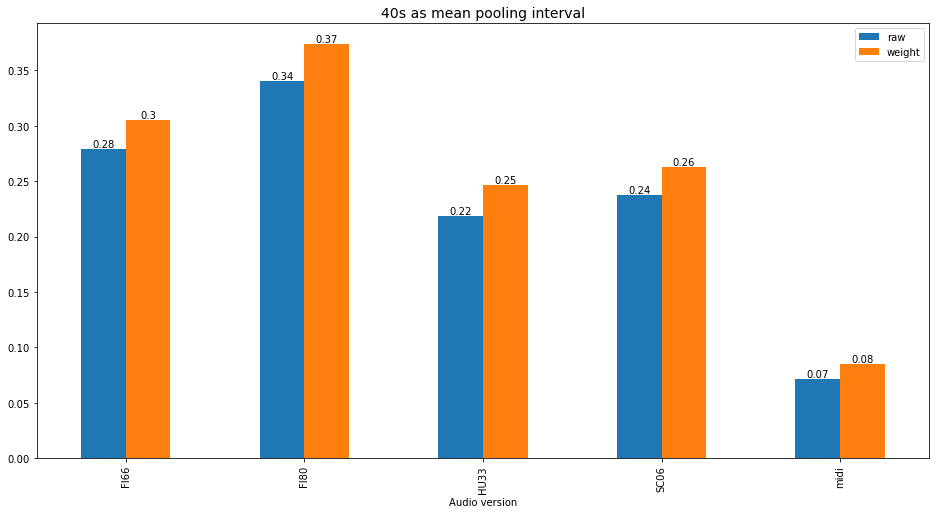 40s as mean pooling interval
raw
weight
0.37
0.34
0.3
0.28
0.26
0.25
0.24
0.22
0.08
0.07
0.35
0.30
0.25
0.20
0.15
0.10
0.05
0.00
FI66
FI80
HU33
SC06
midi
Audio version